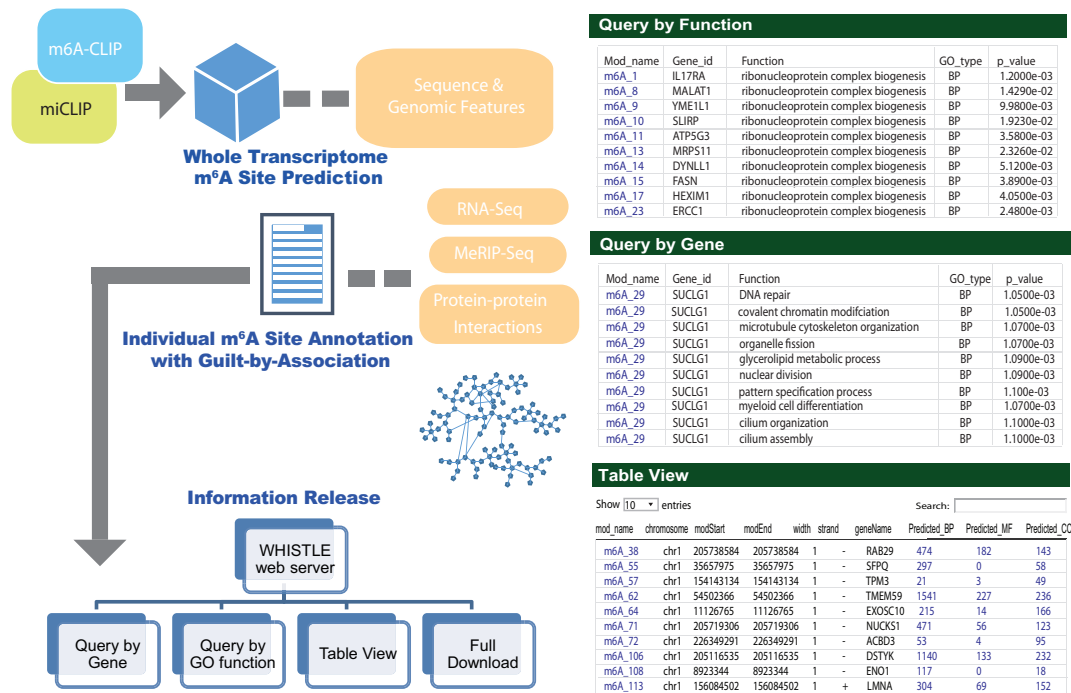 m6A-CLIP
miCLIP
Sequence &
Genomic Features
Whole Transcriptome
m⁶A Site Prediction
RNA-Seq
MeRIP-Seq
Protein-protein
Interactions
Individual m⁶A Site Annotation
with Guilt-by-Association
Information Release
WHISTLE
web server
Query by
Gene
Query by
GO function
Table View
Full
Download
Query by Function
Mod_name Gene_id Function GO_type p_value
m6A_1 IL17RA ribonucleoprotein complex biogenesis BP 1.2000e-03
m6A_8 MALAT1 ribonucleoprotein complex biogenesis BP 1.4290e-02
m6A_9 YME1L1 ribonucleoprotein complex biogenesis BP 9.9800e-03
m6A_10 SLIRP ribonucleoprotein complex biogenesis BP 1.9230e-02
m6A_11 ATP5G3 ribonucleoprotein complex biogenesis BP 3.5800e-03
m6A_13 MRPS11 ribonucleoprotein complex biogenesis BP 2.3260e-02
m6A_14 DYNLL1 ribonucleoprotein complex biogenesis BP 5.1200e-03
m6A_15 FASN ribonucleoprotein complex biogenesis BP 3.8900e-03
m6A_17 HEXIM1 ribonucleoprotein complex biogenesis BP 4.0500e-03
m6A_23 ERCC1 ribonucleoprotein complex biogenesis BP 2.4800e-03
Query by Gene
Mod_name Gene_id Function GO_type p_value
m6A_29 SUCLG1 DNA repair BP 1.0500e-03
m6A_29 SUCLG1 covalent chromatin modifciation BP 1.0500e-03
m6A_29 SUCLG1 microtubule cytoskeleton organization BP 1.0700e-03
m6A_29 SUCLG1 organelle fission BP 1.0700e-03
m6A_29 SUCLG1 glycerolipid metabolic process BP 1.0900e-03
m6A_29 SUCLG1 nuclear division BP 1.0900e-03
m6A_29 SUCLG1 pattern specification process BP 1.100e-03
m6A_29 SUCLG1 myeloid cell differentiation BP 1.0700e-03
m6A_29 SUCLG1 cilium organization BP 1.1000e-03
m6A_29 SUCLG1 cilium assembly BP 1.1000e-03
Table View
Show 10 entries Search:
mod_name chromosome modStart modEnd width strand geneName Predicted_BP Predicted_MF Predicted_CC
m6A_38 chr1 205738584 205738584 1 - RAB29 474 182 143
m6A_55 chr1 35657975 35657975 1 - SFPQ 297 0 58
m6A_57 chr1 154143134 154143134 1 - TPM3 21 3 49
m6A_62 chr1 54502366 54502366 1 - TMEM59 1541 227 236
m6A_64 chr1 11126765 11126765 1 - EXOSC10 215 14 166
m6A_71 chr1 205719306 205719306 1 - NUCKS1 471 56 123
m6A_72 chr1 226349291 226349291 1 - ACBD3 53 4 95
m6A_106 chr1 205116535 205116535 1 - DSTYK 1140 133 232
m6A_108 chr1 8923344 8923344 1 - ENO1 117 0 18
m6A_113 chr1 156084502 156084502 1 + LMNA 304 69 152